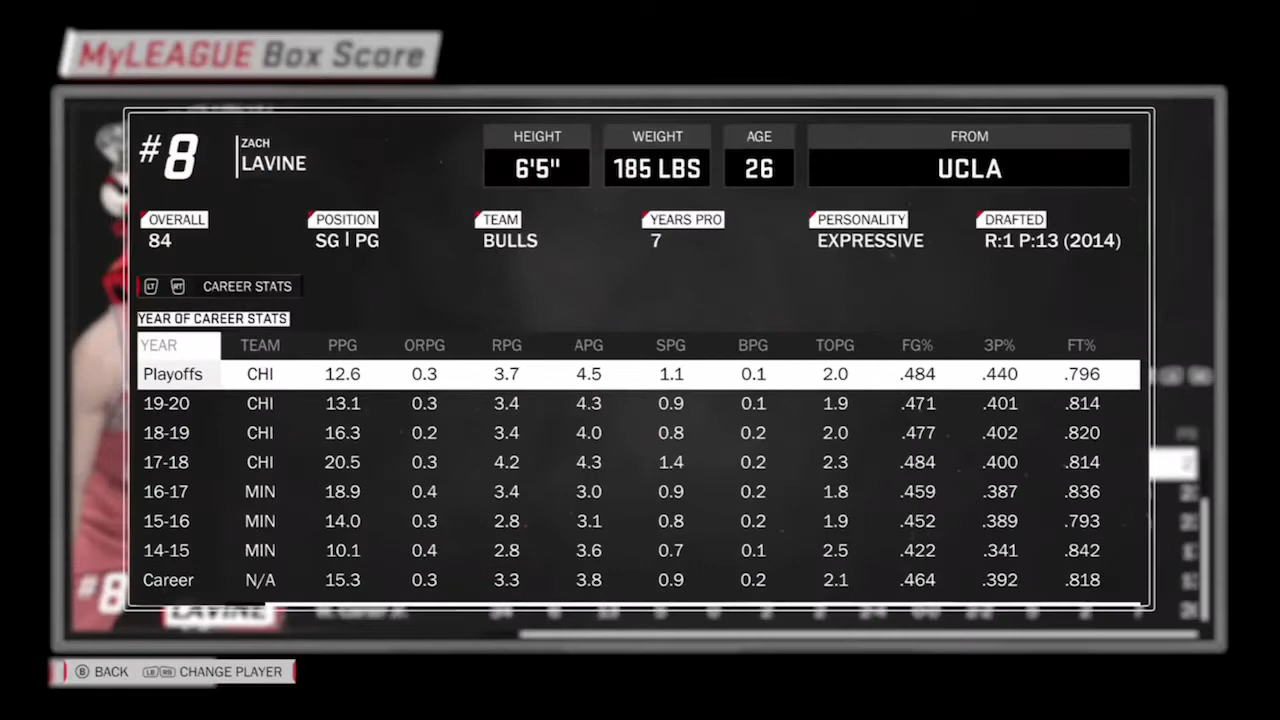 MyLEAGUE Box Score
#8 ZACH LAVINE
HEIGHT WEIGHT AGE FROM
6'5" 185 LBS 26 UCLA
OVERALL POSITION TEAM YEARS PRO PERSONALITY DRAFTED
84 SG | PG BULLS 7 EXPRESSIVE R:1 P:13 (2014)
LT RT CAREER STATS
YEAR OF CAREER STATS
YEAR TEAM PPG ORPG RPG APG SPG BPG TOPG FG% 3P% FT%
Playoffs CHI 12.6 0.3 3.7 4.5 1.1 0.1 2.0 .484 .440 .796
19-20 CHI 13.1 0.3 3.4 4.3 0.9 0.1 1.9 .471 .401 .814
18-19 CHI 16.3 0.2 3.4 4.0 0.8 0.2 2.0 .477 .402 .820
17-18 CHI 20.5 0.3 4.2 4.3 1.4 0.2 2.3 .484 .400 .814
16-17 MIN 18.9 0.4 3.4 3.0 0.9 0.2 1.8 .459 .387 .836
15-16 MIN 14.0 0.3 2.8 3.1 0.8 0.2 1.9 .452 .389 .793
14-15 MIN 10.1 0.4 2.8 3.6 0.7 0.1 2.5 .422 .341 .842
Career N/A 15.3 0.3 3.3 3.8 0.9 0.2 2.1 .464 .392 .818
#8 LAVINE
B BACK LB RB CHANGE PLAYER